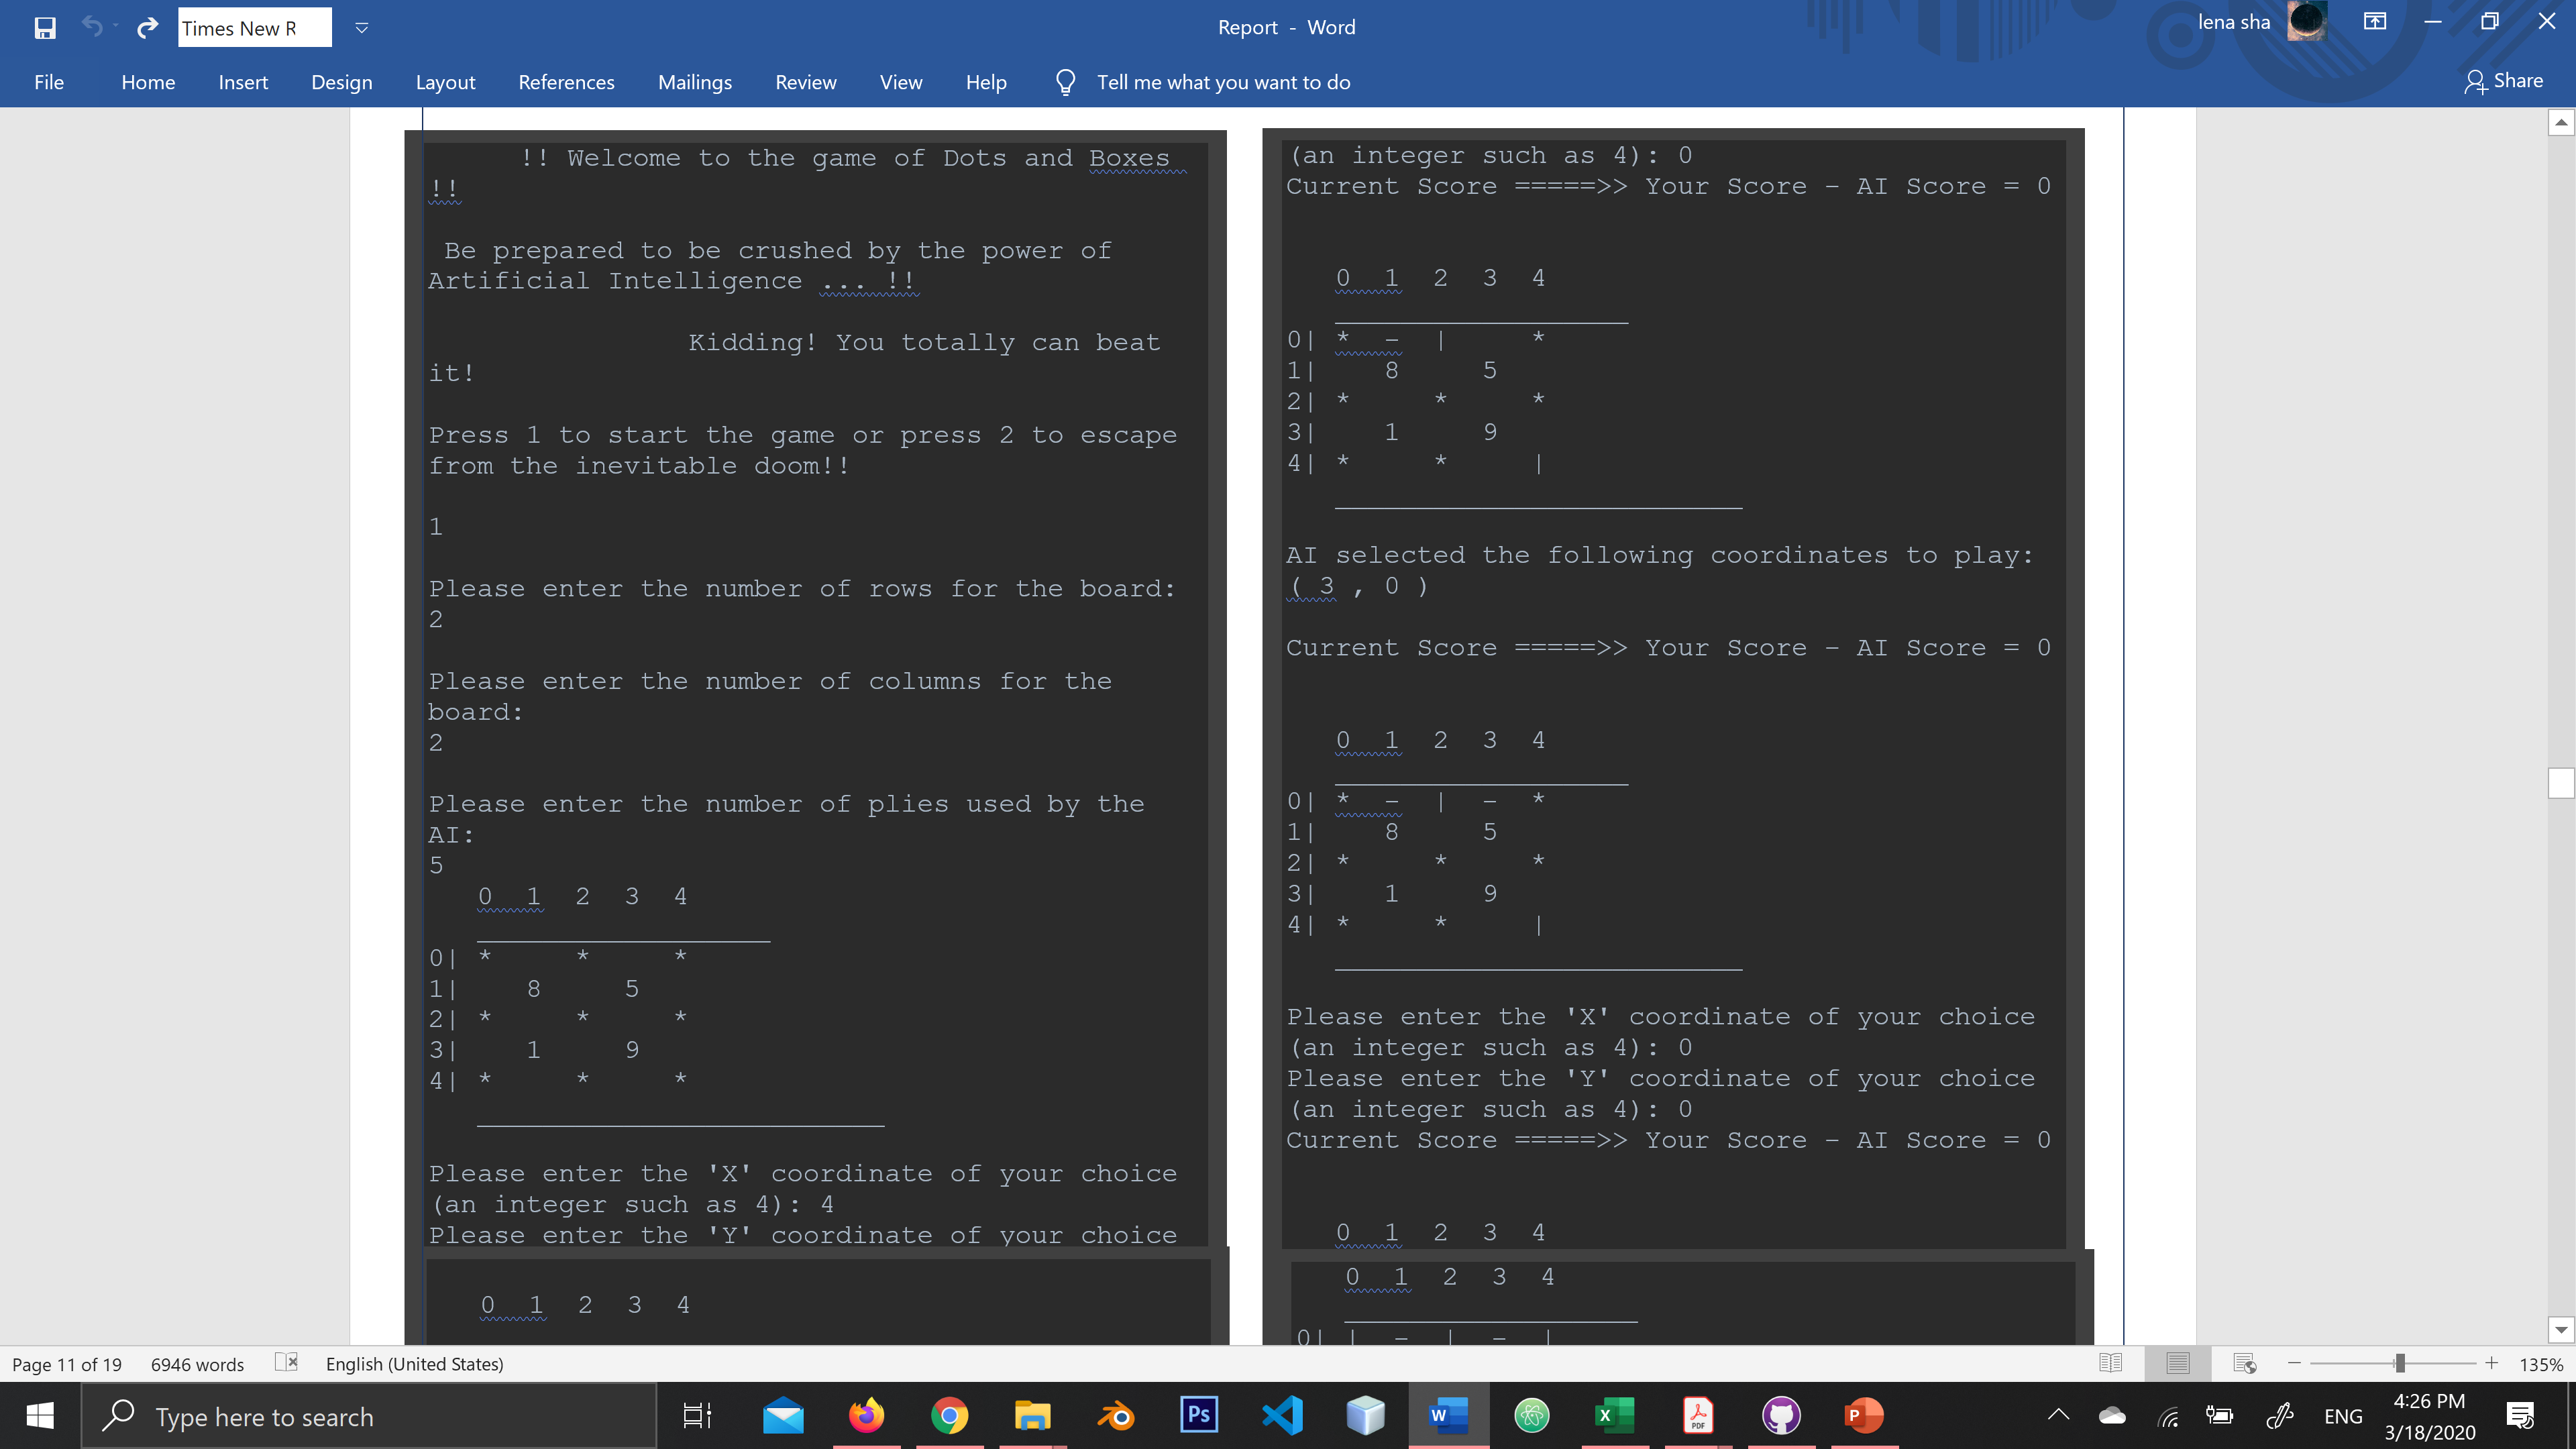 Times New R
Report - Word
lena sha
File Home Insert Design Layout References Mailings Review View Help Tell me what you want to do
Share
!! Welcome to the game of Dots and Boxes
!!
Be prepared to be crushed by the power of
Artificial Intelligence ... !!
Kidding! You totally can beat
it!
Press 1 to start the game or press 2 to escape
from the inevitable doom!!
1
Please enter the number of rows for the board:
2
Please enter the number of columns for the
board:
2
Please enter the number of plies used by the
AI:
5
0 1 2 3 4
__________________
0| * * *
1| 8 5
2| * * *
3| 1 9
4| * * *
_________________________
Please enter the 'X' coordinate of your choice
(an integer such as 4): 4
Please enter the 'Y' coordinate of your choice
0 1 2 3 4
(an integer such as 4): 0
Current Score =====>> Your Score - AI Score = 0
0 1 2 3 4
__________________
0| * - | *
1| 8 5
2| * * *
3| 1 9
4| * * |
_________________________
AI selected the following coordinates to play:
( 3 , 0 )
Current Score =====>> Your Score - AI Score = 0
0 1 2 3 4
__________________
0| * - | - *
1| 8 5
2| * * *
3| 1 9
4| * * |
_________________________
Please enter the 'X' coordinate of your choice
(an integer such as 4): 0
Please enter the 'Y' coordinate of your choice
(an integer such as 4): 0
Current Score =====>> Your Score - AI Score = 0
0 1 2 3 4
0 1 2 3 4
__________________
0| | - | - |
Page 11 of 19 6946 words English (United States)
135%
Type here to search
Ps
W
X
PDF
P
ENG
4:26 PM
3/18/2020